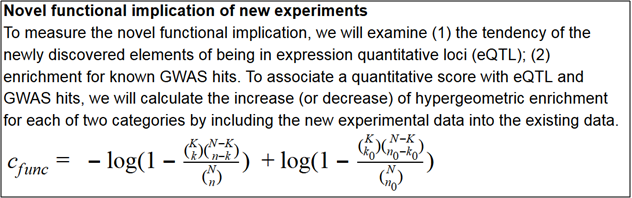 Novel functional implication of new experiments
To measure the novel functional implication, we will examine (1) the tendency of the
newly discovered elements of being in expression quantitative loci (eQTL); (2)
enrichment for known GWAS hits. To associate a quantitative score with eQTL and
GWAS hits, we will calculate the increase (or decrease) of hypergeometric enrichment
for each of two categories by including the new experimental data into the existing data.
c_{func} = − log(1 − \frac{\binom{K}{k}\binom{N−K}{n−k}}{\binom{N}{n}}) + log(1 − \frac{\binom{K}{k_0}\binom{N−K}{n_0−k_0}}{\binom{N}{n_0}})